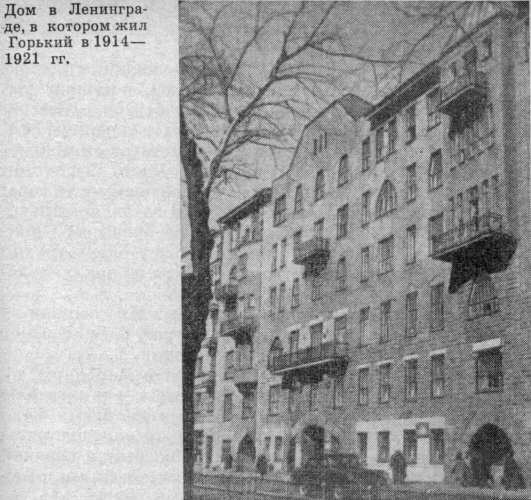 Дом в Ленингра-
де, в котором жил
Горький в 1914—
1921 гг.